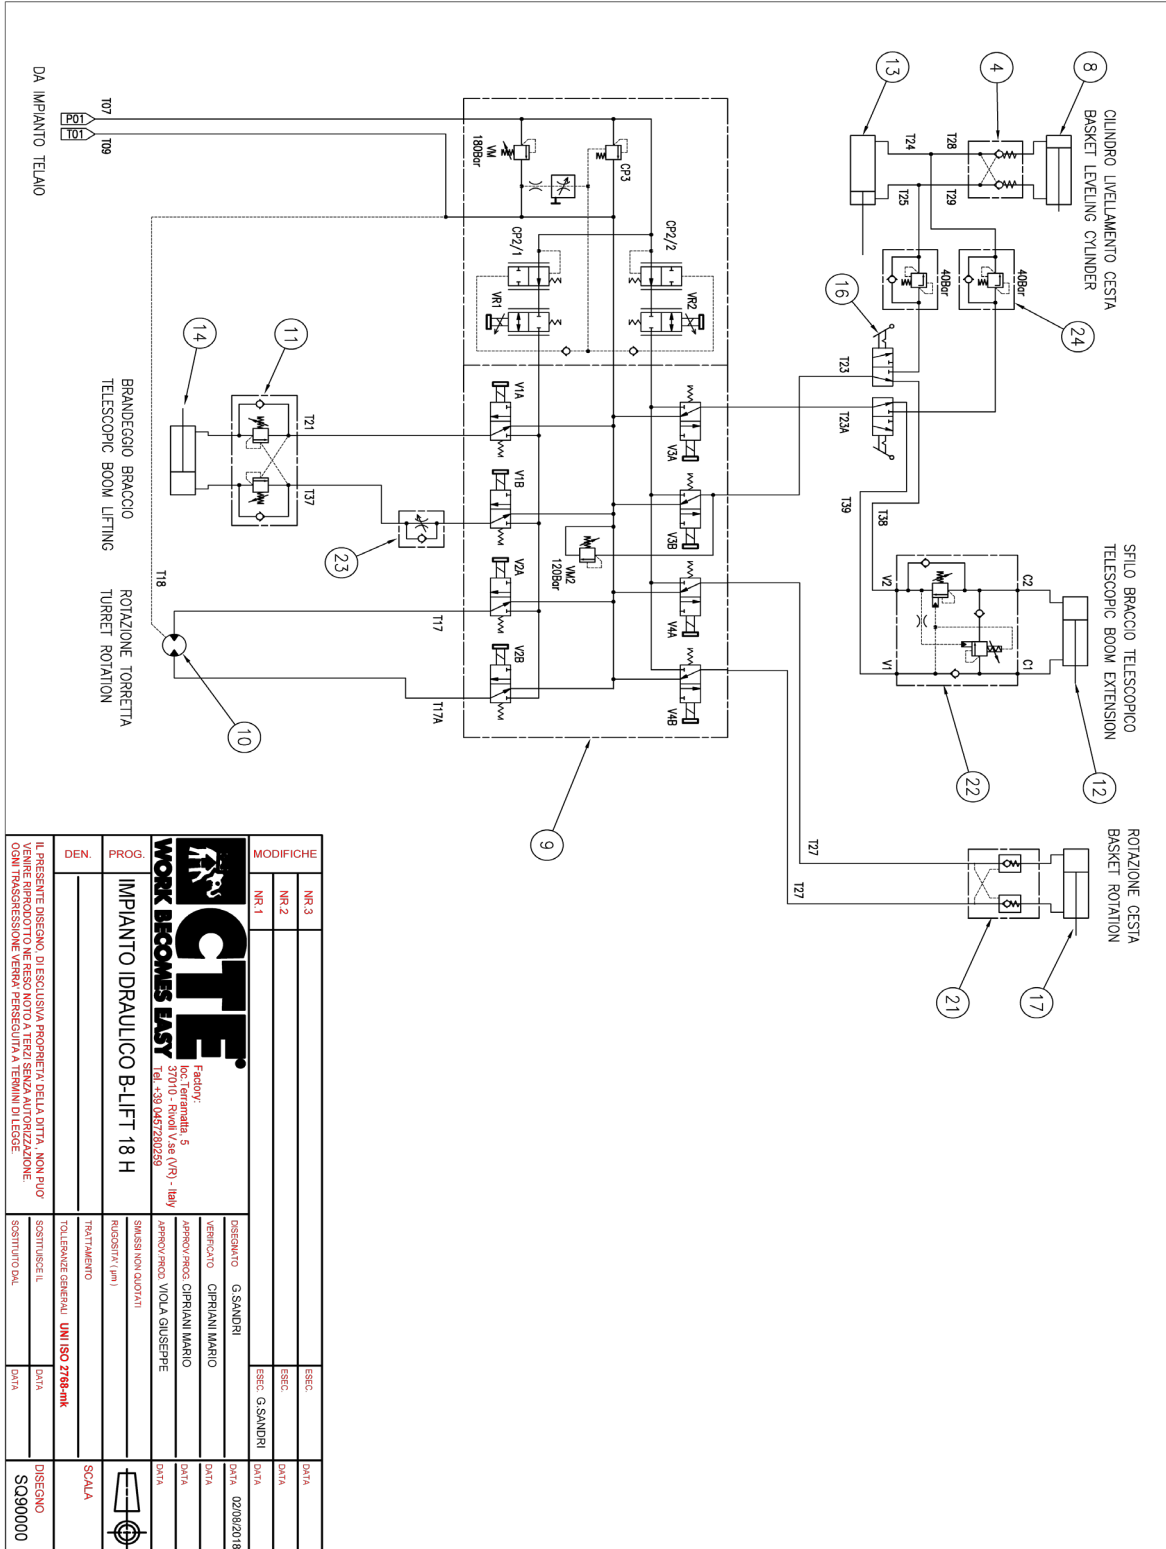 8
4
13
CILINDRO LIVELLAMENTO CESTA
BASKET LEVELING CYLINDER
T28
T29
T24
T25
40Bar
40Bar
24
16
T23
T23A
T38
T39
SFILO BRACCIO TELESCOPICO
TELESCOPIC BOOM EXTENSION
C2
C1
V2
V1
22
12
ROTAZIONE CESTA
BASKET ROTATION
T27
T27
21
17
DA IMPIANTO TELAIO
P01
T01
T07
T09
VM
180Bar
CP3
CP2/1
CP2/2
VR1
VR2
V1A
V3A
V1B
V3B
VM2
120Bar
V2A
V4A
V2B
V4B
9
14
11
BRANDEGGIO BRACCIO
TELESCOPIC BOOM LIFTING
T21
T37
23
T18
ROTAZIONE TORRETTA
TURRET ROTATION
T17
T17A
10
MODIFICHE
NR.3
NR.2
NR.1
ESEC.
ESEC.
ESEC. G.SANDRI
DATA
DATA
DATA
CTE®
WORK BECOMES EASY
Factory:
loc.Terramatta, 5
37010 - Rivoli V.se (VR) - Italy
Tel. +39 0457280259
DISEGNATO G.SANDRI
DATA 02/08/2018
VERIFICATO CIPRIANI MARIO
DATA
APPROV.PROG. CIPRIANI MARIO
DATA
APPROV.PROD. VIOLA GIUSEPPE
DATA
PROG.
IMPIANTO IDRAULICO B-LIFT 18 H
SMUSSI NON QUOTATI
RUGOSITA' ( µm )
DEN.
TRATTAMENTO
TOLLERANZE GENERALI UNI ISO 2768-mk
SCALA
IL PRESENTE DISEGNO, DI ESCLUSIVA PROPRIETA' DELLA DITTA , NON PUO'
VENIRE RIPRODOTTO NE RESO NOTO A TERZI SENZA AUTORIZZAZIONE.
OGNI TRASGRESSIONE VERRA' PERSEGUITA A TERMINI DI LEGGE.
SOSTITUISCE IL
DATA
SOSTITUITO DAL
DATA
DISEGNO
SQ90000